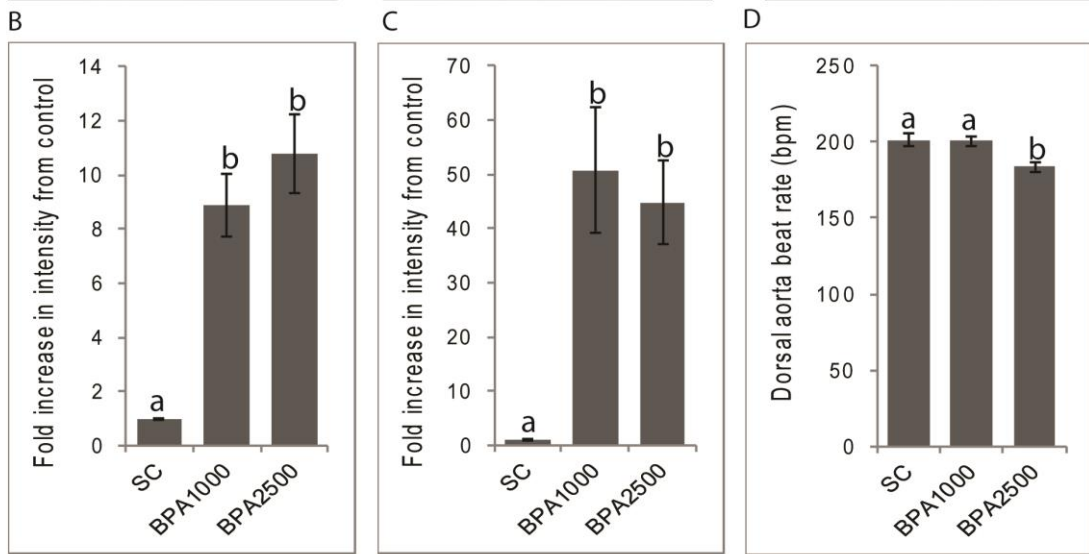 B
Fold increase in intensity from control
14
12
10
8
6
4
2
0
a
b
b
SC
BPA1000
BPA2500
C
Fold increase in intensity from control
70
60
50
40
30
20
10
0
a
b
b
SC
BPA1000
BPA2500
D
Dorsal aorta beat rate (bpm)
250
200
150
100
50
0
a
a
b
SC
BPA1000
BPA2500